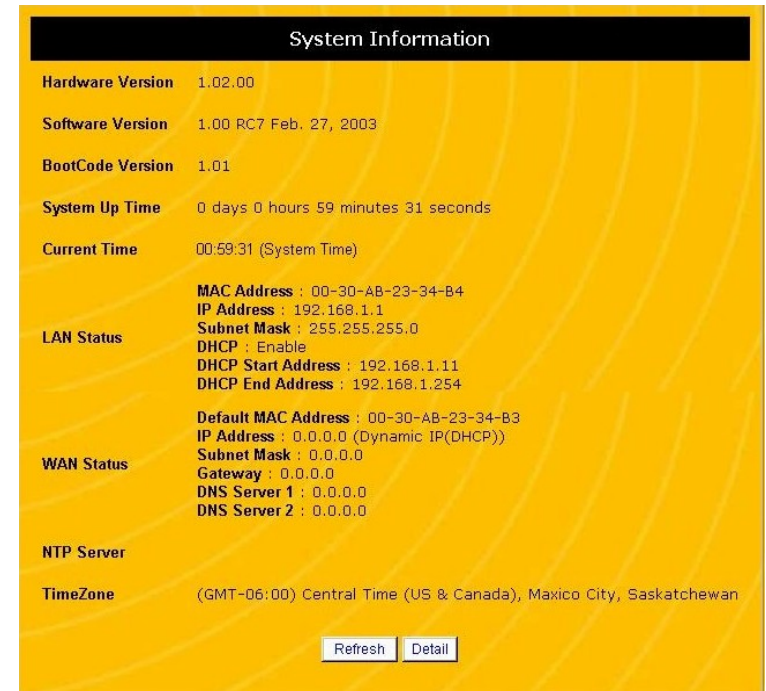 System Information
Hardware Version 1.02.00
Software Version 1.00 RC7 Feb. 27, 2003
BootCode Version 1.01
System Up Time 0 days 0 hours 59 minutes 31 seconds
Current Time 00:59:31 (System Time)
LAN Status
MAC Address : 00-30-AB-23-34-B4
IP Address : 192.168.1.1
Subnet Mask : 255.255.255.0
DHCP : Enable
DHCP Start Address : 192.168.1.11
DHCP End Address : 192.168.1.254
WAN Status
Default MAC Address : 00-30-AB-23-34-B3
IP Address : 0.0.0.0 (Dynamic IP(DHCP))
Subnet Mask : 0.0.0.0
Gateway : 0.0.0.0
DNS Server 1 : 0.0.0.0
DNS Server 2 : 0.0.0.0
NTP Server
TimeZone (GMT-06:00) Central Time (US & Canada), Maxico City, Saskatchewan
Refresh Detail